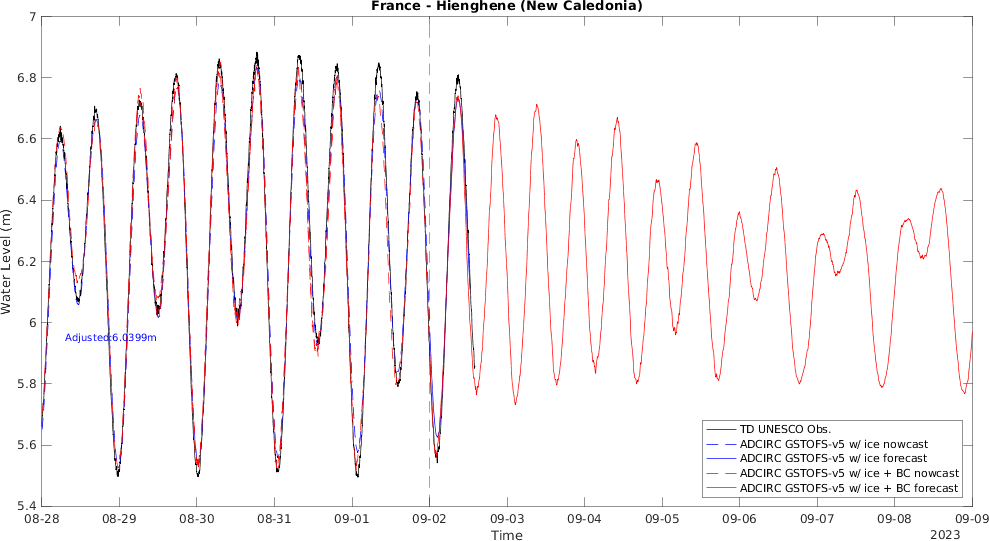 France - Hienghene (New Caledonia)
7
6.8
6.6
6.4
6.2
6
5.8
5.6
5.4
Water Level (m)
Adjusted:6.0399m
TD UNESCO Obs.
ADCIRC GSTOFS-v5 w/ ice nowcast
ADCIRC GSTOFS-v5 w/ ice forecast
ADCIRC GSTOFS-v5 w/ ice + BC nowcast
ADCIRC GSTOFS-v5 w/ ice + BC forecast
08-28 08-29 08-30 08-31 09-01 09-02 09-03 09-04 09-05 09-06 09-07 09-08 09-09
Time
2023